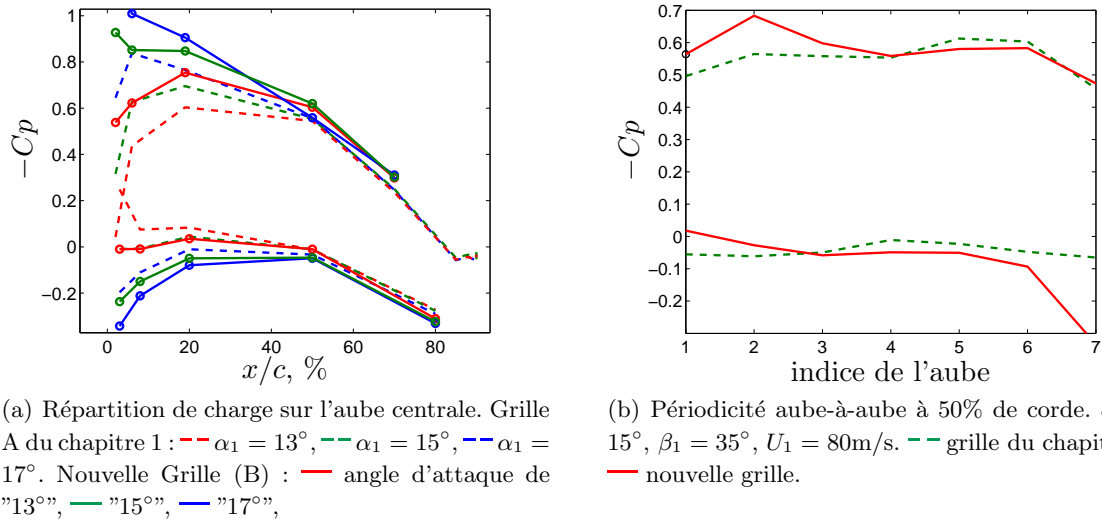 1
0.8
0.6
0.4
0.2
0
−0.2
−Cp
0 20 40 60 80
x/c, %
0.7
0.6
0.5
0.4
0.3
0.2
0.1
0
−0.1
−0.2
−Cp
1 2 3 4 5 6 7
indice de l'aube
(a) Répartition de charge sur l'aube centrale. Grille
A du chapitre 1 : α₁ = 13°, α₁ = 15°, α₁ =
17°. Nouvelle Grille (B) : angle d'attaque de
"13°", "15°", "17°",
(b) Périodicité aube-à-aube à 50% de corde.
15°, β₁ = 35°, U₁ = 80m/s. grille du
nouvelle grille.